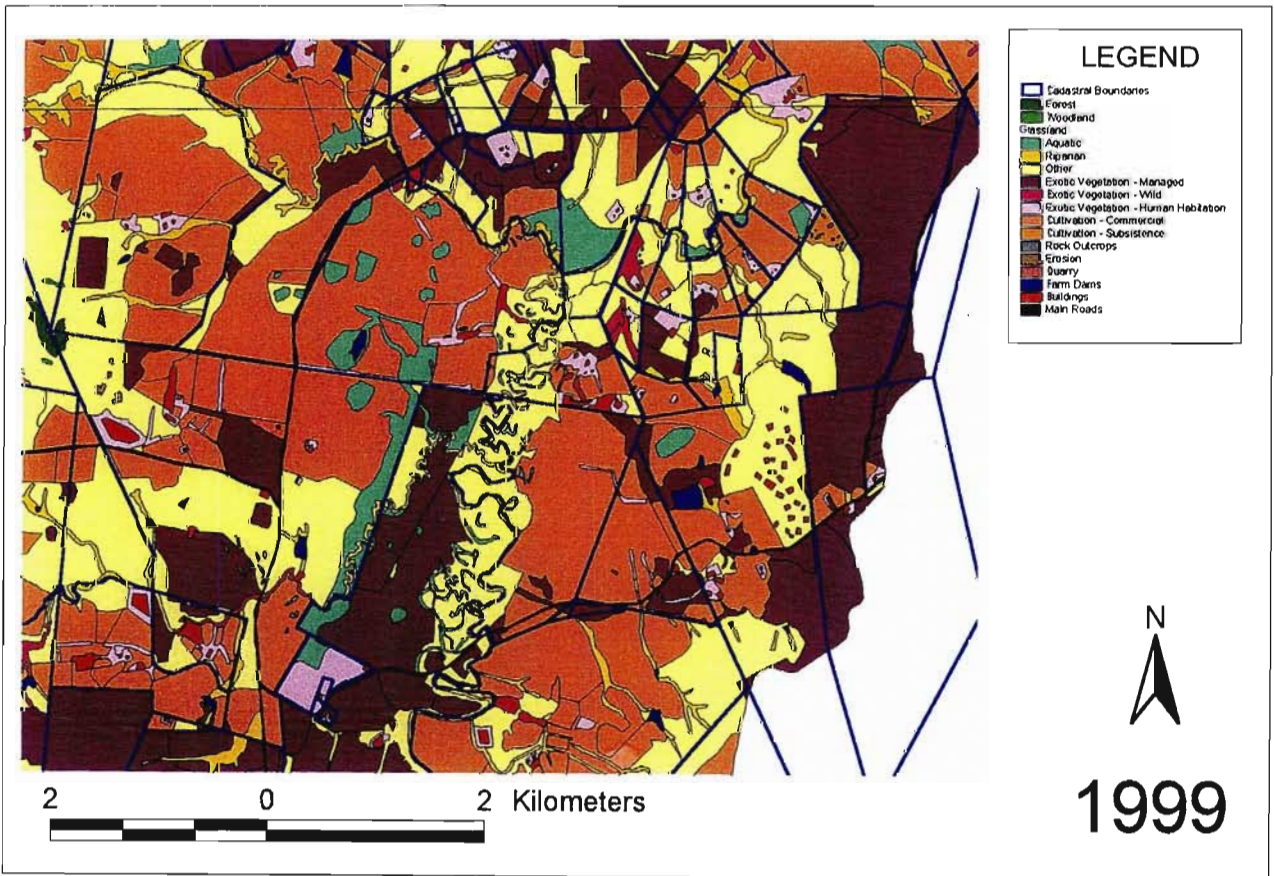 LEGEND
Cadastral Boundaries
Forest
Woodland
Grassland
Aquatic
Riparian
Other
Exotic Vegetation - Managed
Exotic Vegetation - Wild
Exotic Vegetation - Human Habitation
Cultivation - Commercial
Cultivation - Subsistence
Rock Outcrops
Erosion
Quarry
Farm Dams
Buildings
Main Roads
N
1999
2 0 2 Kilometers